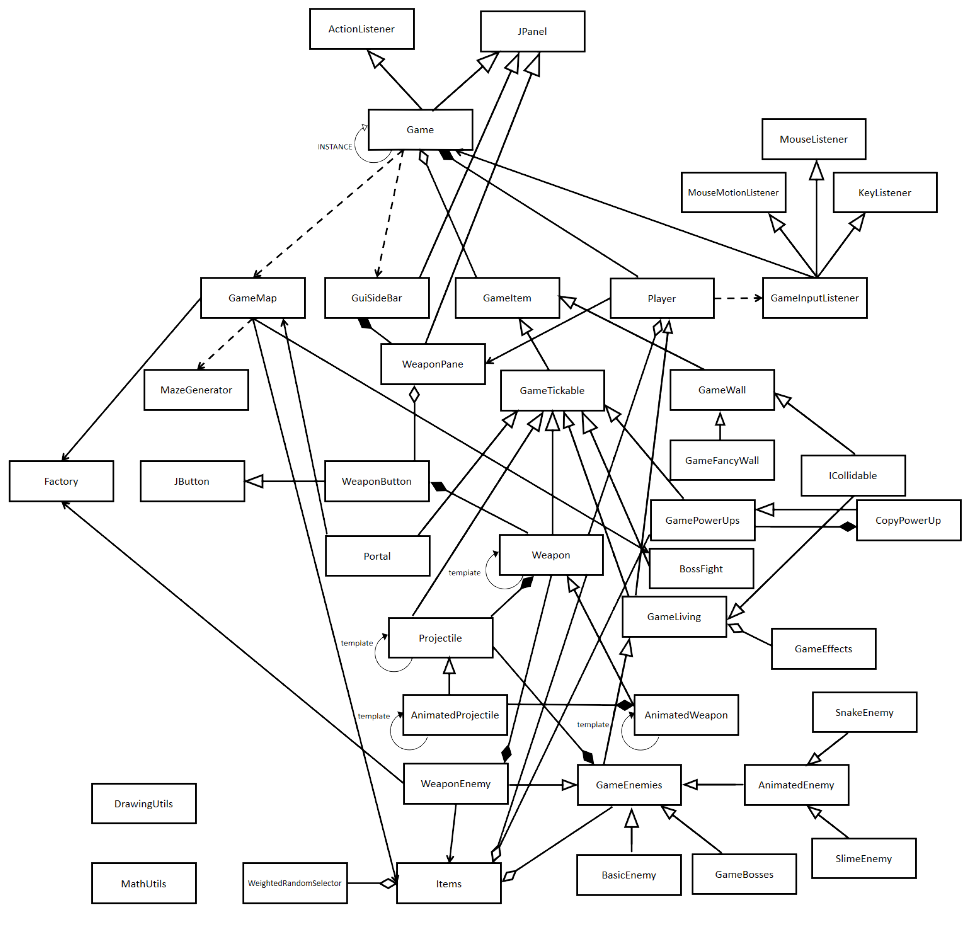 ActionListener
JPanel
Game
INSTANCE
MouseListener
MouseMotionListener
KeyListener
GameMap
GuiSideBar
GameItem
Player
GameInputListener
WeaponPane
MazeGenerator
GameTickable
GameWall
GameFancyWall
Factory
JButton
WeaponButton
ICollidable
GamePowerUps
CopyPowerUp
Portal
Weapon
template
BossFight
GameLiving
Projectile
template
GameEffects
AnimatedProjectile
template
AnimatedWeapon
template
SnakeEnemy
WeaponEnemy
GameEnemies
AnimatedEnemy
DrawingUtils
SlimeEnemy
MathUtils
WeightedRandomSelector
Items
BasicEnemy
GameBosses